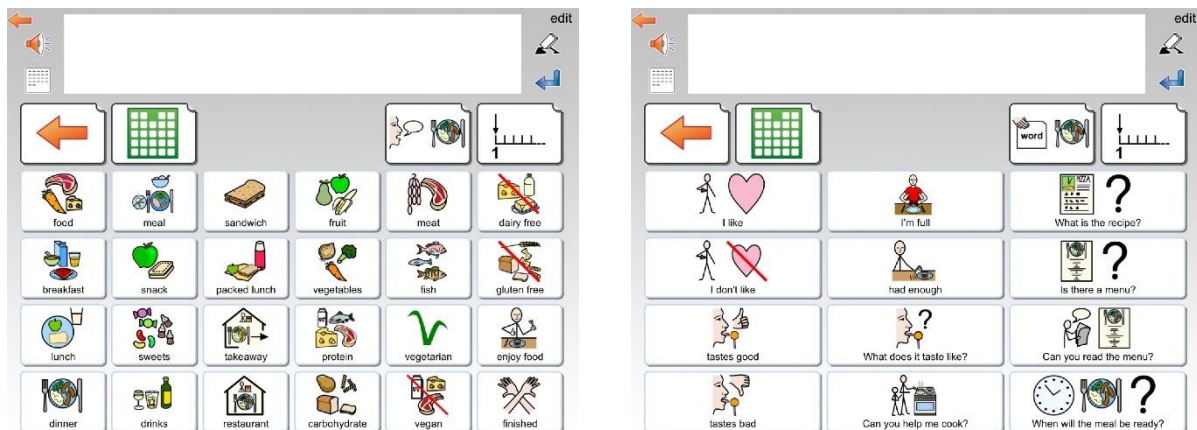 edit
1
food
meal
sandwich
fruit
meat
dairy free
breakfast
snack
packed lunch
vegetables
fish
gluten free
lunch
sweets
takeaway
protein
vegetarian
enjoy food
dinner
drinks
restaurant
carbohydrate
vegan
finished
edit
word
1
I like
I'm full
PIZZA
What is the recipe?
I don't like
had enough
Is there a menu?
tastes good
What does it taste like?
Can you read the menu?
tastes bad
Can you help me cook?
When will the meal be ready?